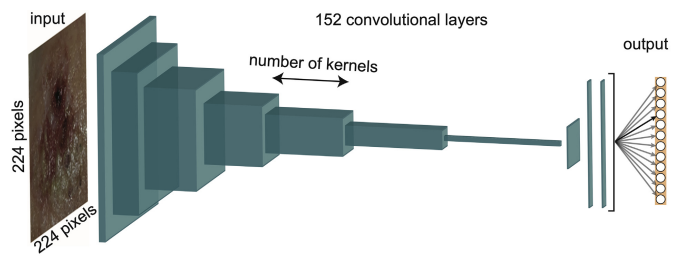 input
152 convolutional layers
number of kernels
output
224 pixels
224 pixels